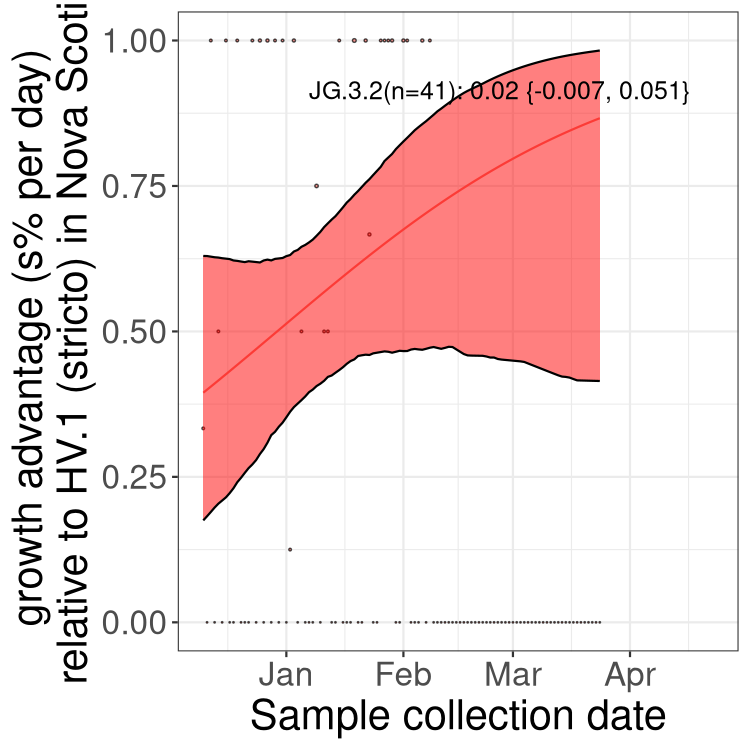 growth advantage (s% per day)
relative to HV.1 (stricto) in Nova Scoti
1.00
0.75
0.50
0.25
0.00
JG.3.2(n=41): 0.02 {-0.007, 0.051}
Jan Feb Mar Apr
Sample collection date